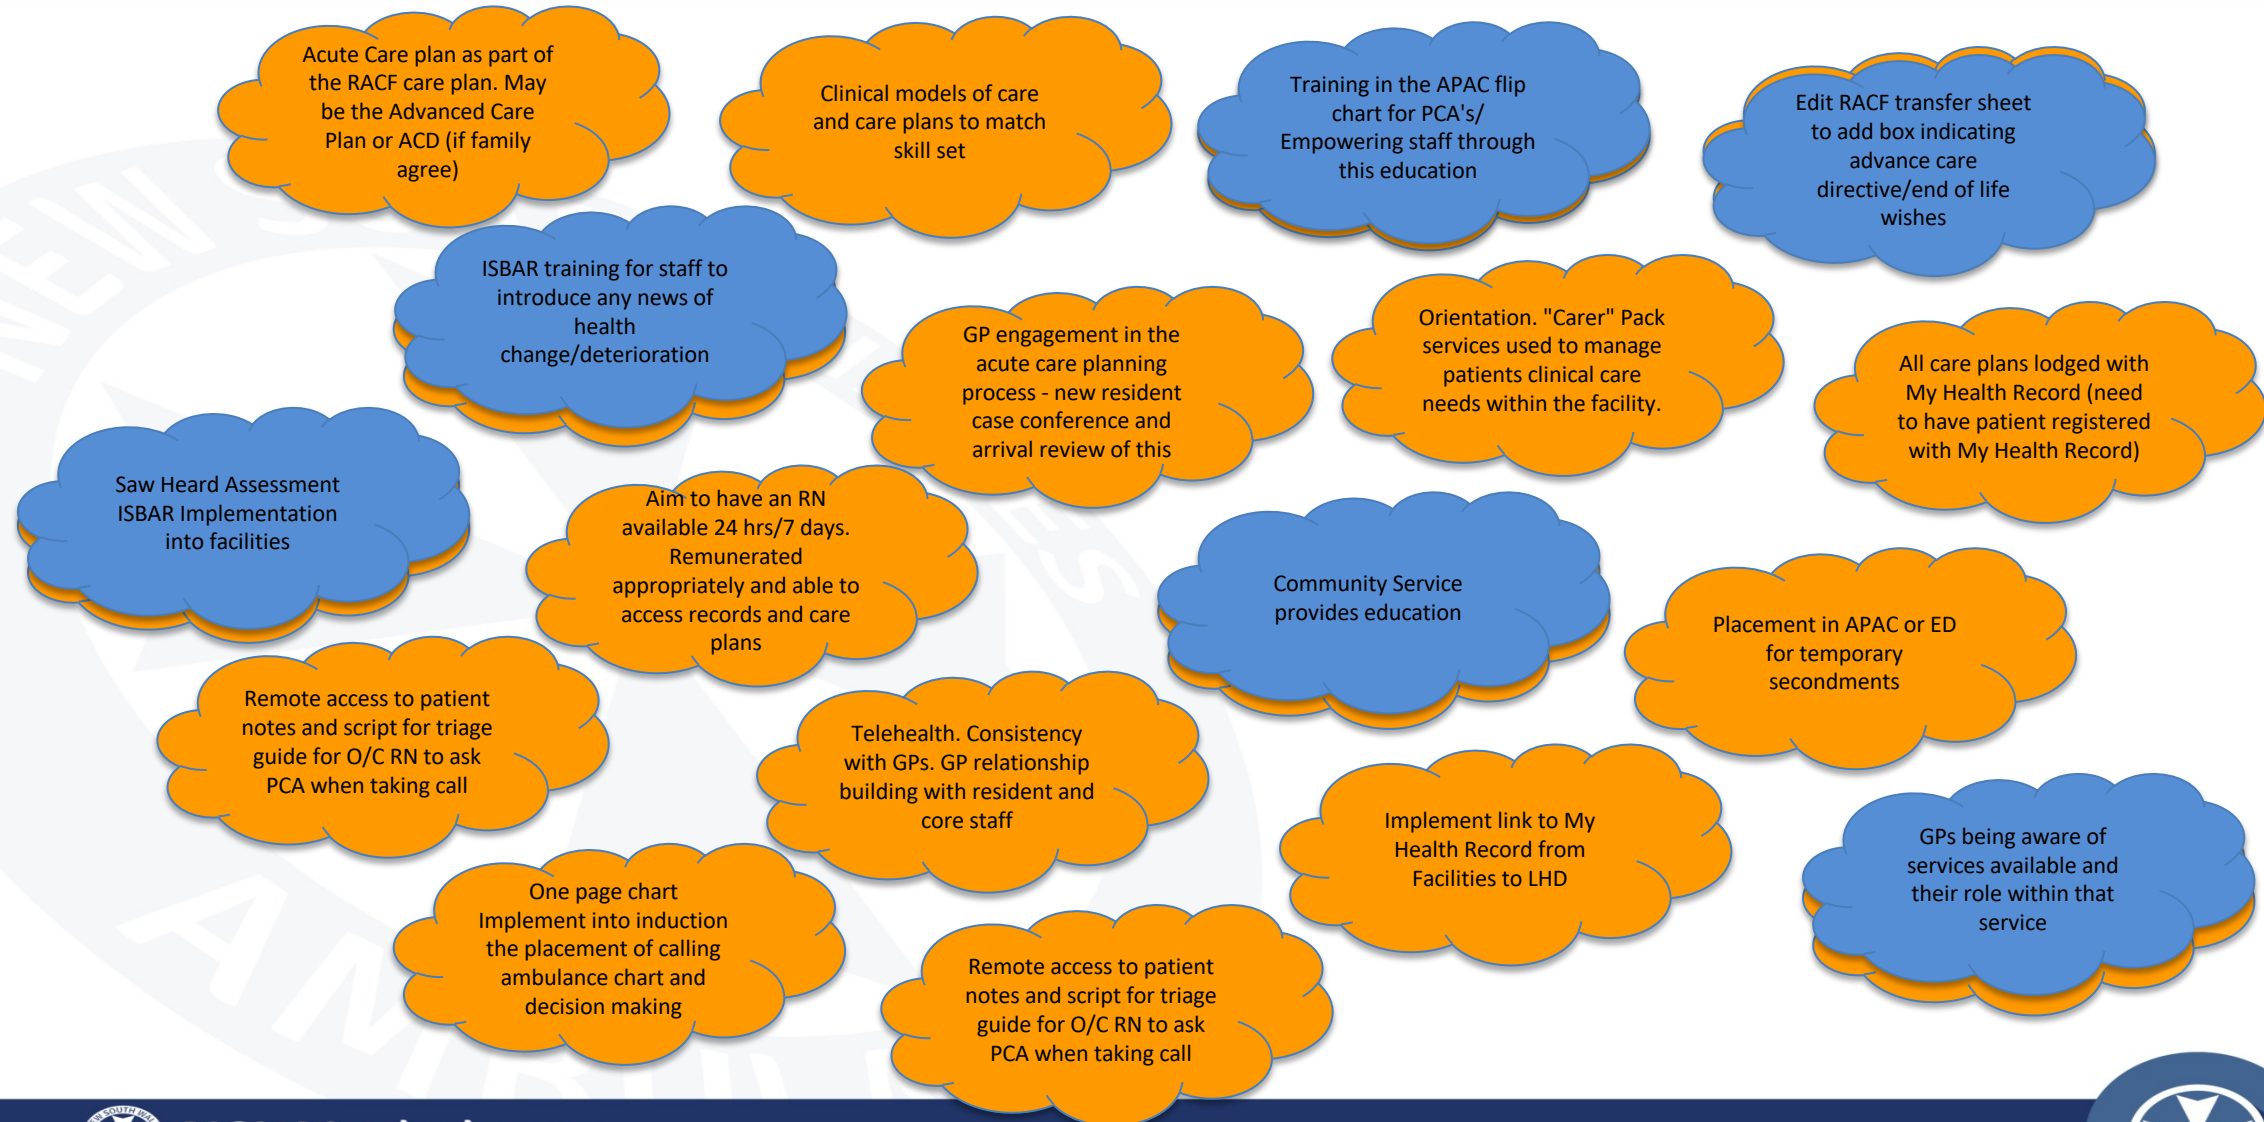 Acute Care plan as part of
the RACF care plan. May
be the Advanced Care
Plan or ACD (if family
agree)
Clinical models of care
and care plans to match
skill set
Training in the APAC flip
chart for PCA's/
Empowering staff through
this education
Edit RACF transfer sheet
to add box indicating
advance care
directive/end of life
wishes
ISBAR training for staff to
introduce any news of
health
change/deterioration
GP engagement in the
acute care planning
process - new resident
case conference and
arrival review of this
Orientation. "Carer" Pack
services used to manage
patients clinical care
needs within the facility.
All care plans lodged with
My Health Record (need
to have patient registered
with My Health Record)
Saw Heard Assessment
ISBAR Implementation
into facilities
Aim to have an RN
available 24 hrs/7 days.
Remunerated
appropriately and able to
access records and care
plans
Community Service
provides education
Placement in APAC or ED
for temporary
secondments
Remote access to patient
notes and script for triage
guide for O/C RN to ask
PCA when taking call
Telehealth. Consistency
with GPs. GP relationship
building with resident and
core staff
Implement link to My
Health Record from
Facilities to LHD
GPs being aware of
services available and
their role within that
service
One page chart
Implement into induction
the placement of calling
ambulance chart and
decision making
Remote access to patient
notes and script for triage
guide for O/C RN to ask
PCA when taking call
NEW